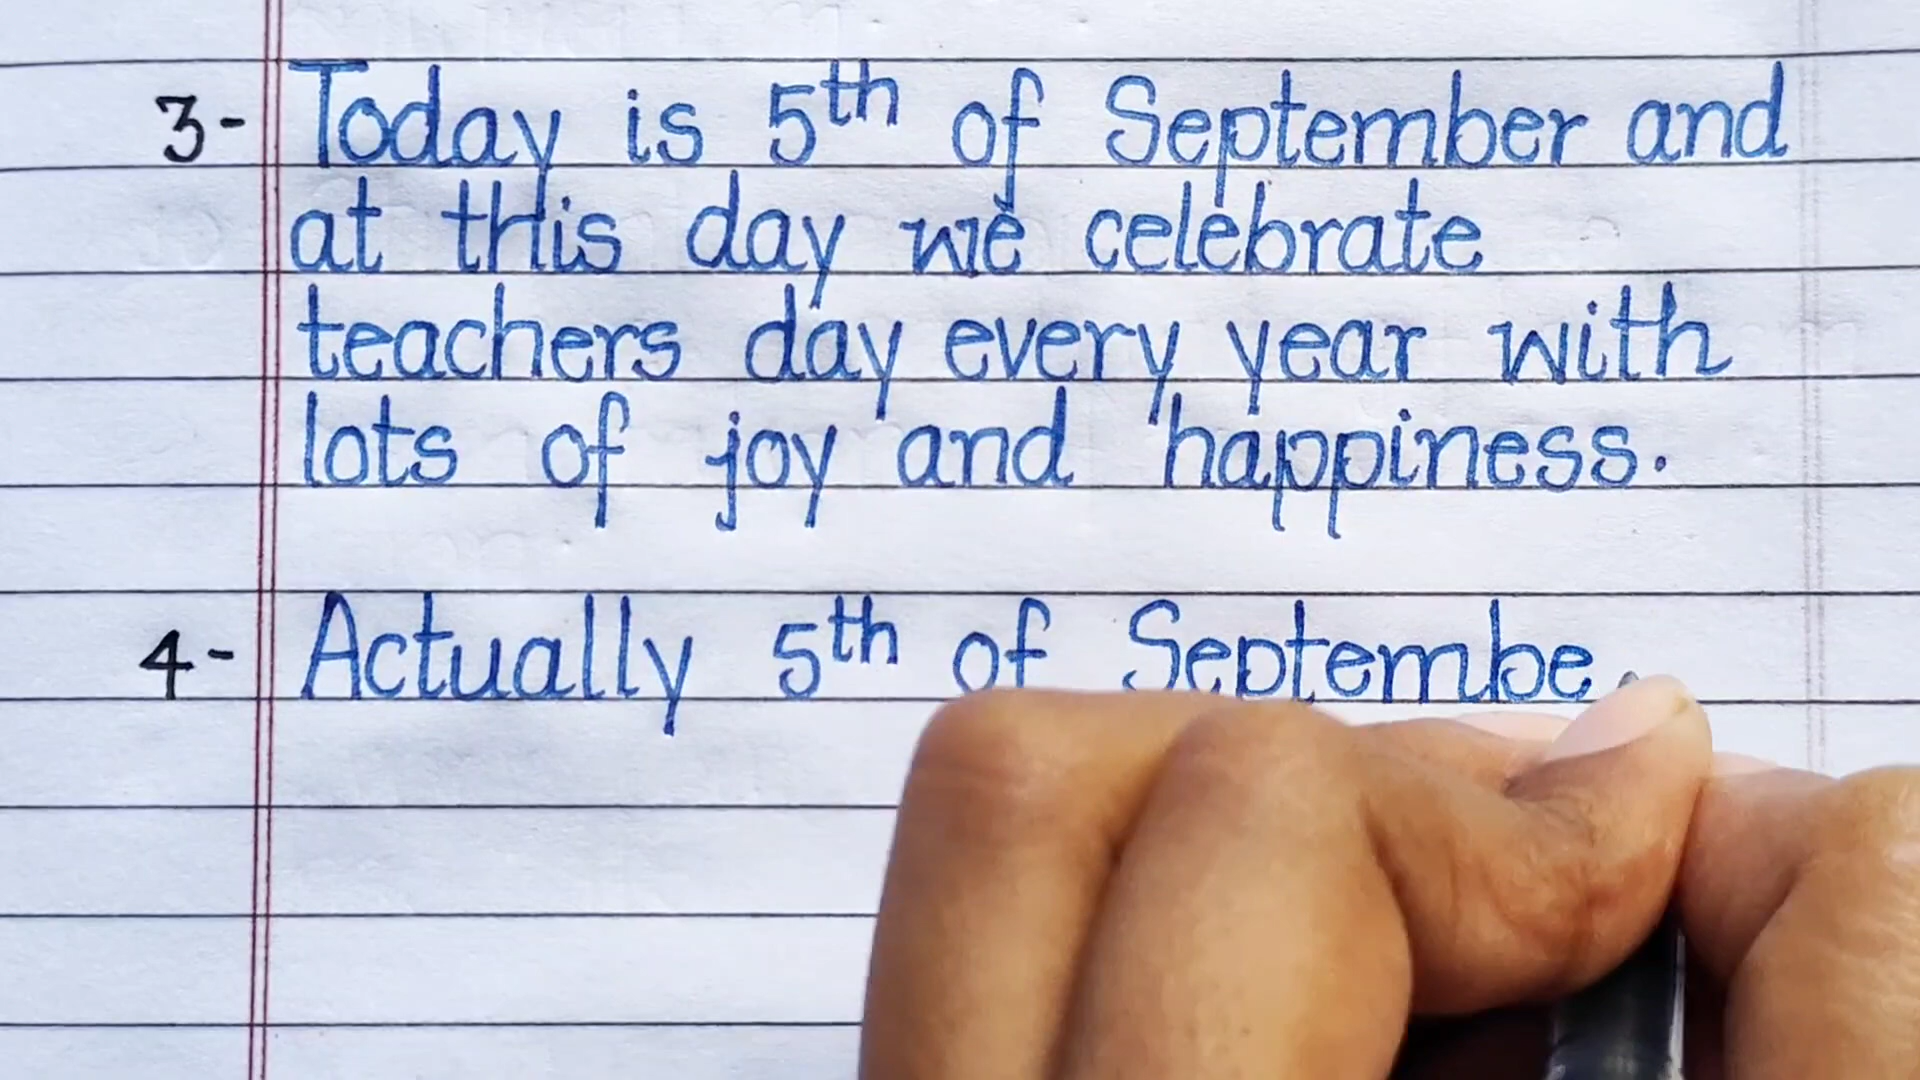 3- Today is 5th of September and
at this day we celebrate
teachers day every year with
lots of joy and happiness.
4- Actually 5th of Septembe